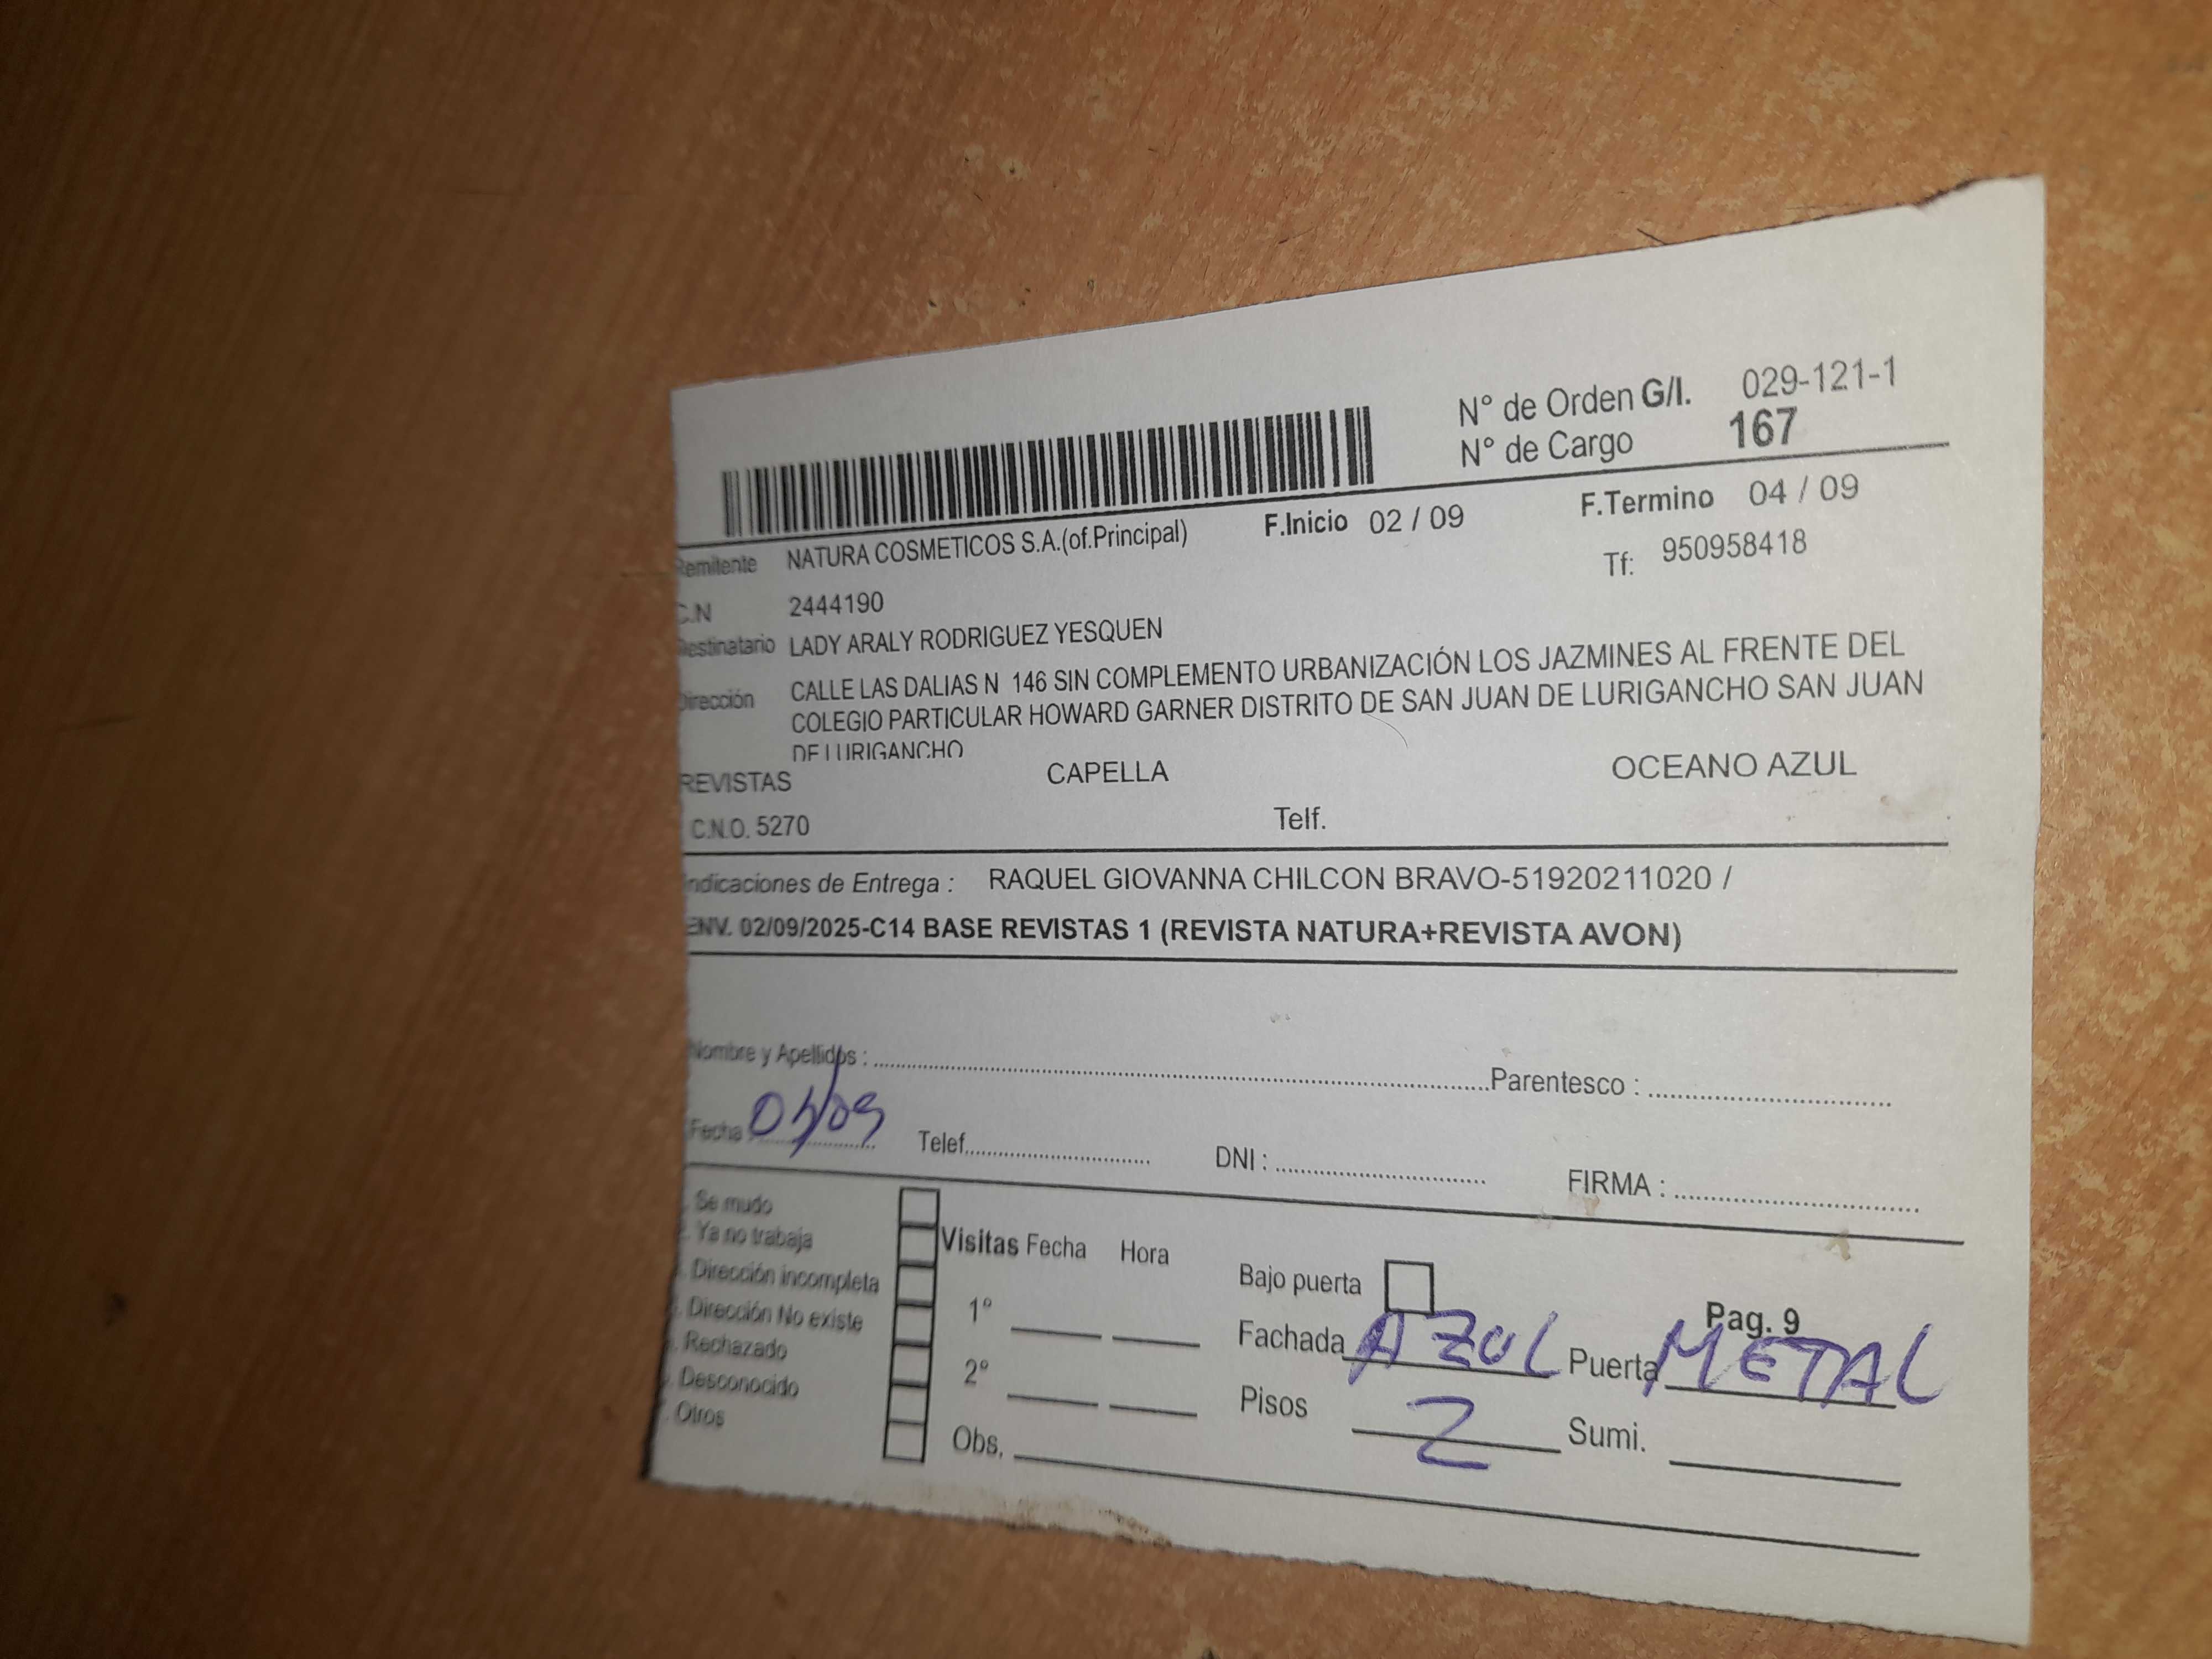 N° de Orden G/I. 029-121-1
N° de Cargo 167
F.Inicio 02 / 09 F.Termino 04 / 09
Remitente NATURA COSMETICOS S.A.(of.Principal) Tf: 950958418
C.N 2444190
Destinatario LADY ARALY RODRIGUEZ YESQUEN
Dirección CALLE LAS DALIAS N 146 SIN COMPLEMENTO URBANIZACIÓN LOS JAZMINES AL FRENTE DEL
COLEGIO PARTICULAR HOWARD GARNER DISTRITO DE SAN JUAN DE LURIGANCHO SAN JUAN
DE LURIGANCHO
REVISTAS CAPELLA OCEANO AZUL
C.N.O. 5270 Telf.
Indicaciones de Entrega : RAQUEL GIOVANNA CHILCON BRAVO-51920211020 /
ENV. 02/09/2025-C14 BASE REVISTAS 1 (REVISTA NATURA+REVISTA AVON)
Nombre y Apellidos : Parentesco :
Fecha Telef. DNI : FIRMA :
Se mudo
Ya no trabaja
Dirección incompleta
Dirección No existe
Rechazado
Desconocido
Otros
Visitas Fecha Hora
1°
2°
Obs.
Bajo puerta
Pag. 9
Fachada AZUL Puerta METAL
Pisos 2 Sumi.